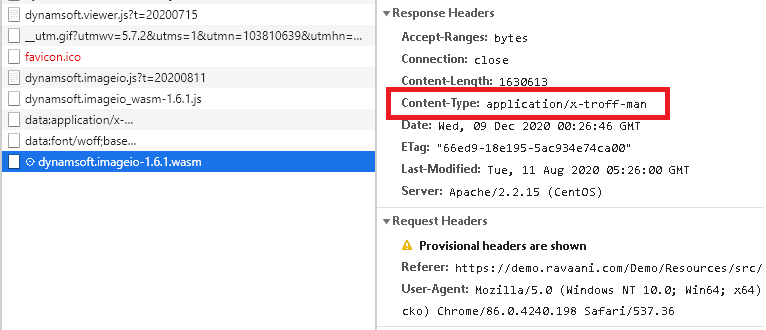 dynamsoft.viewer.js?t=20200715
__utm.gif?utmwv=5.7.2&utms=1&utmn=103810639&utmhn=...
favicon.ico
dynamsoft.imageio.js?t=20200811
dynamsoft.imageio_wasm-1.6.1.js
data:application/x-...
data:font/woff;base...
dynamsoft.imageio-1.6.1.wasm
Response Headers
Accept-Ranges: bytes
Connection: close
Content-Length: 1630613
Content-Type: application/x-troff-man
Date: Wed, 09 Dec 2020 00:26:46 GMT
ETag: "66ed9-18e195-5ac934e74ca00"
Last-Modified: Tue, 11 Aug 2020 05:26:00 GMT
Server: Apache/2.2.15 (CentOS)
Request Headers
Provisional headers are shown
Referer: https://demo.ravaani.com/Demo/Resources/src/
User-Agent: Mozilla/5.0 (Windows NT 10.0; Win64; x64)
cko) Chrome/86.0.4240.198 Safari/537.36